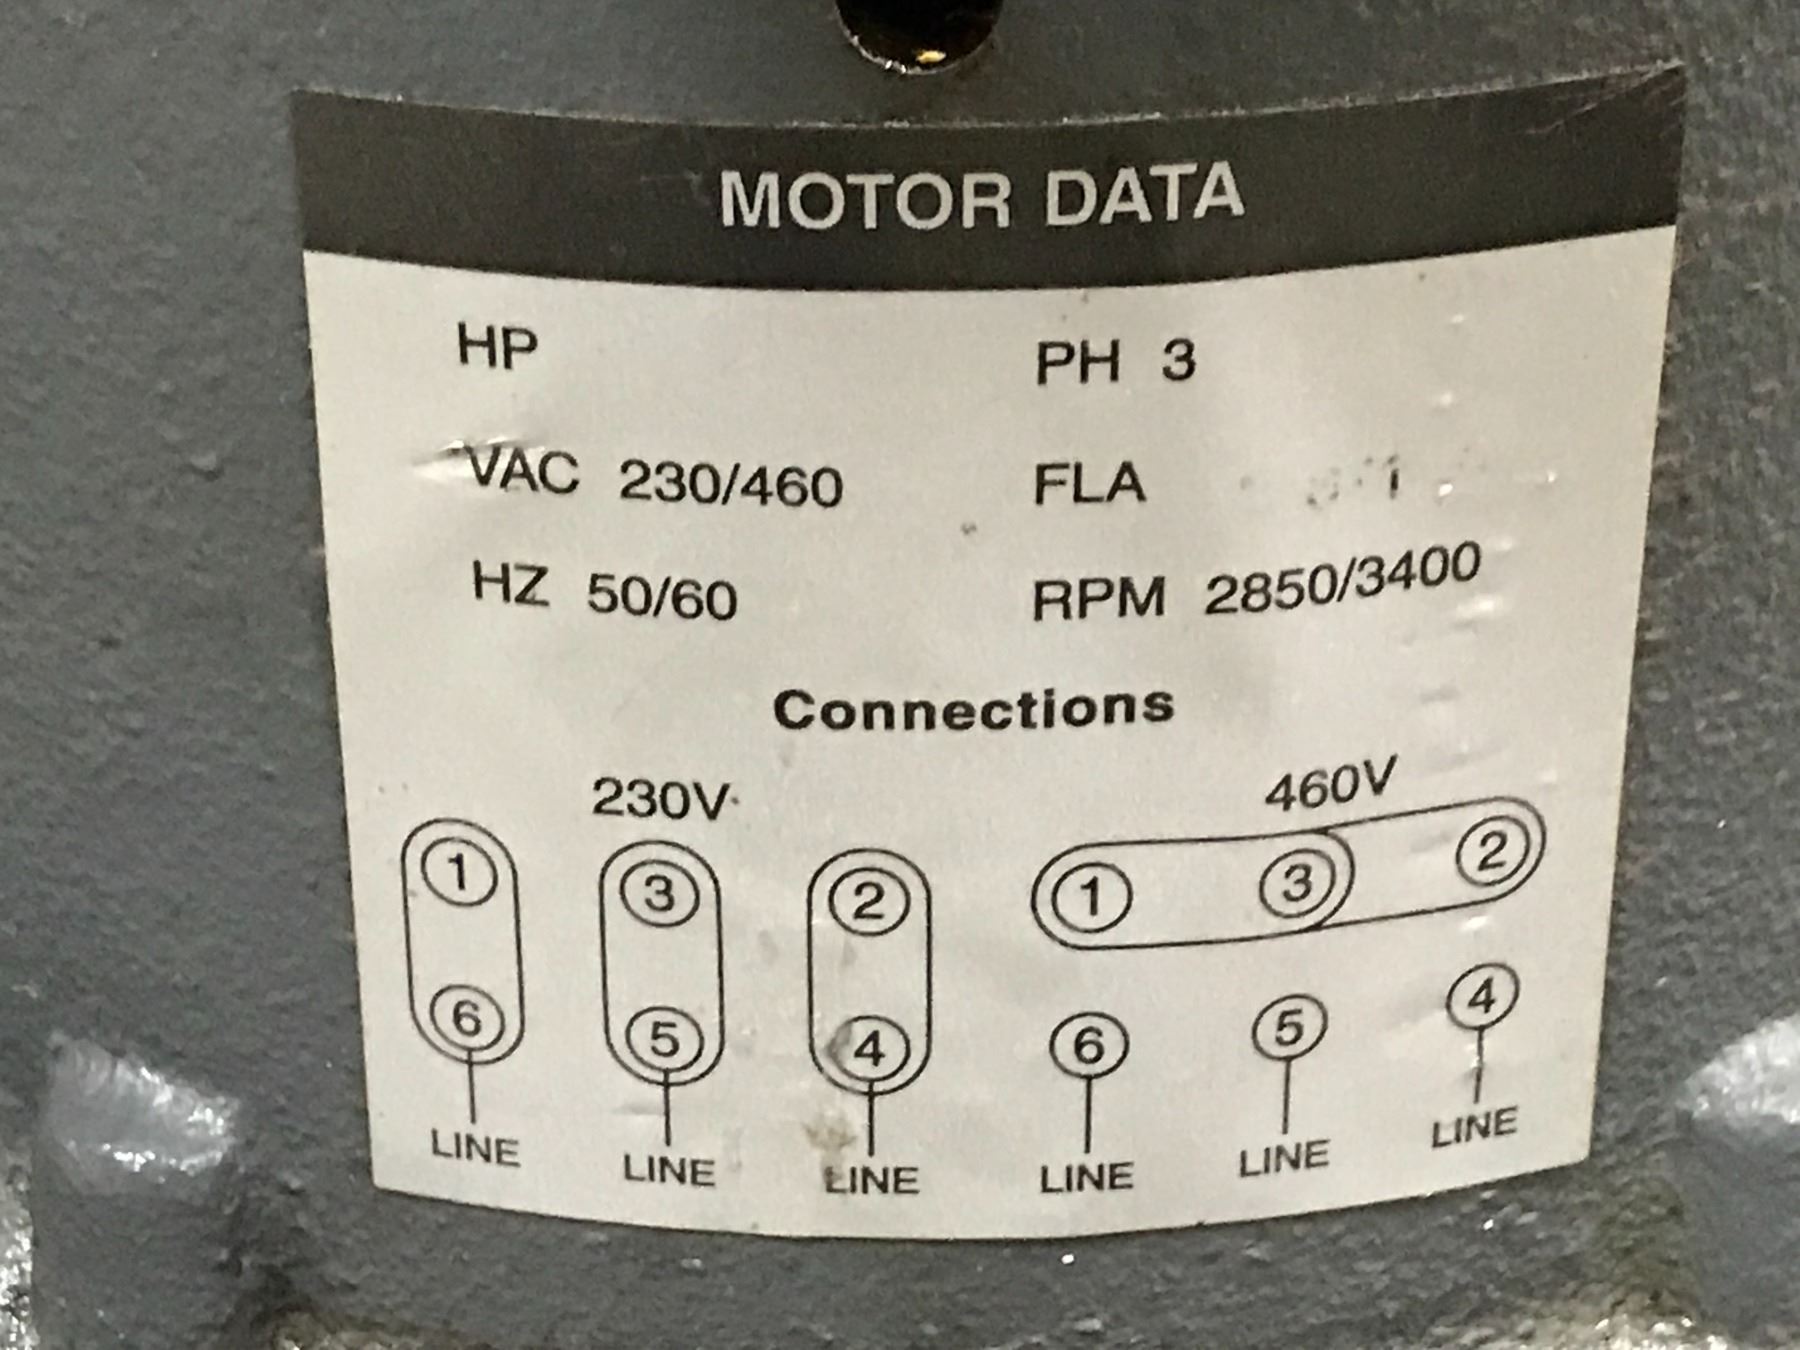 MOTOR DATA
HP PH 3
VAC 230/460 FLA
HZ 50/60 RPM 2850/3400
Connections
230V 460V
1 3 2 1 3 2
6 5 4 6 5 4
LINE LINE LINE LINE LINE LINE